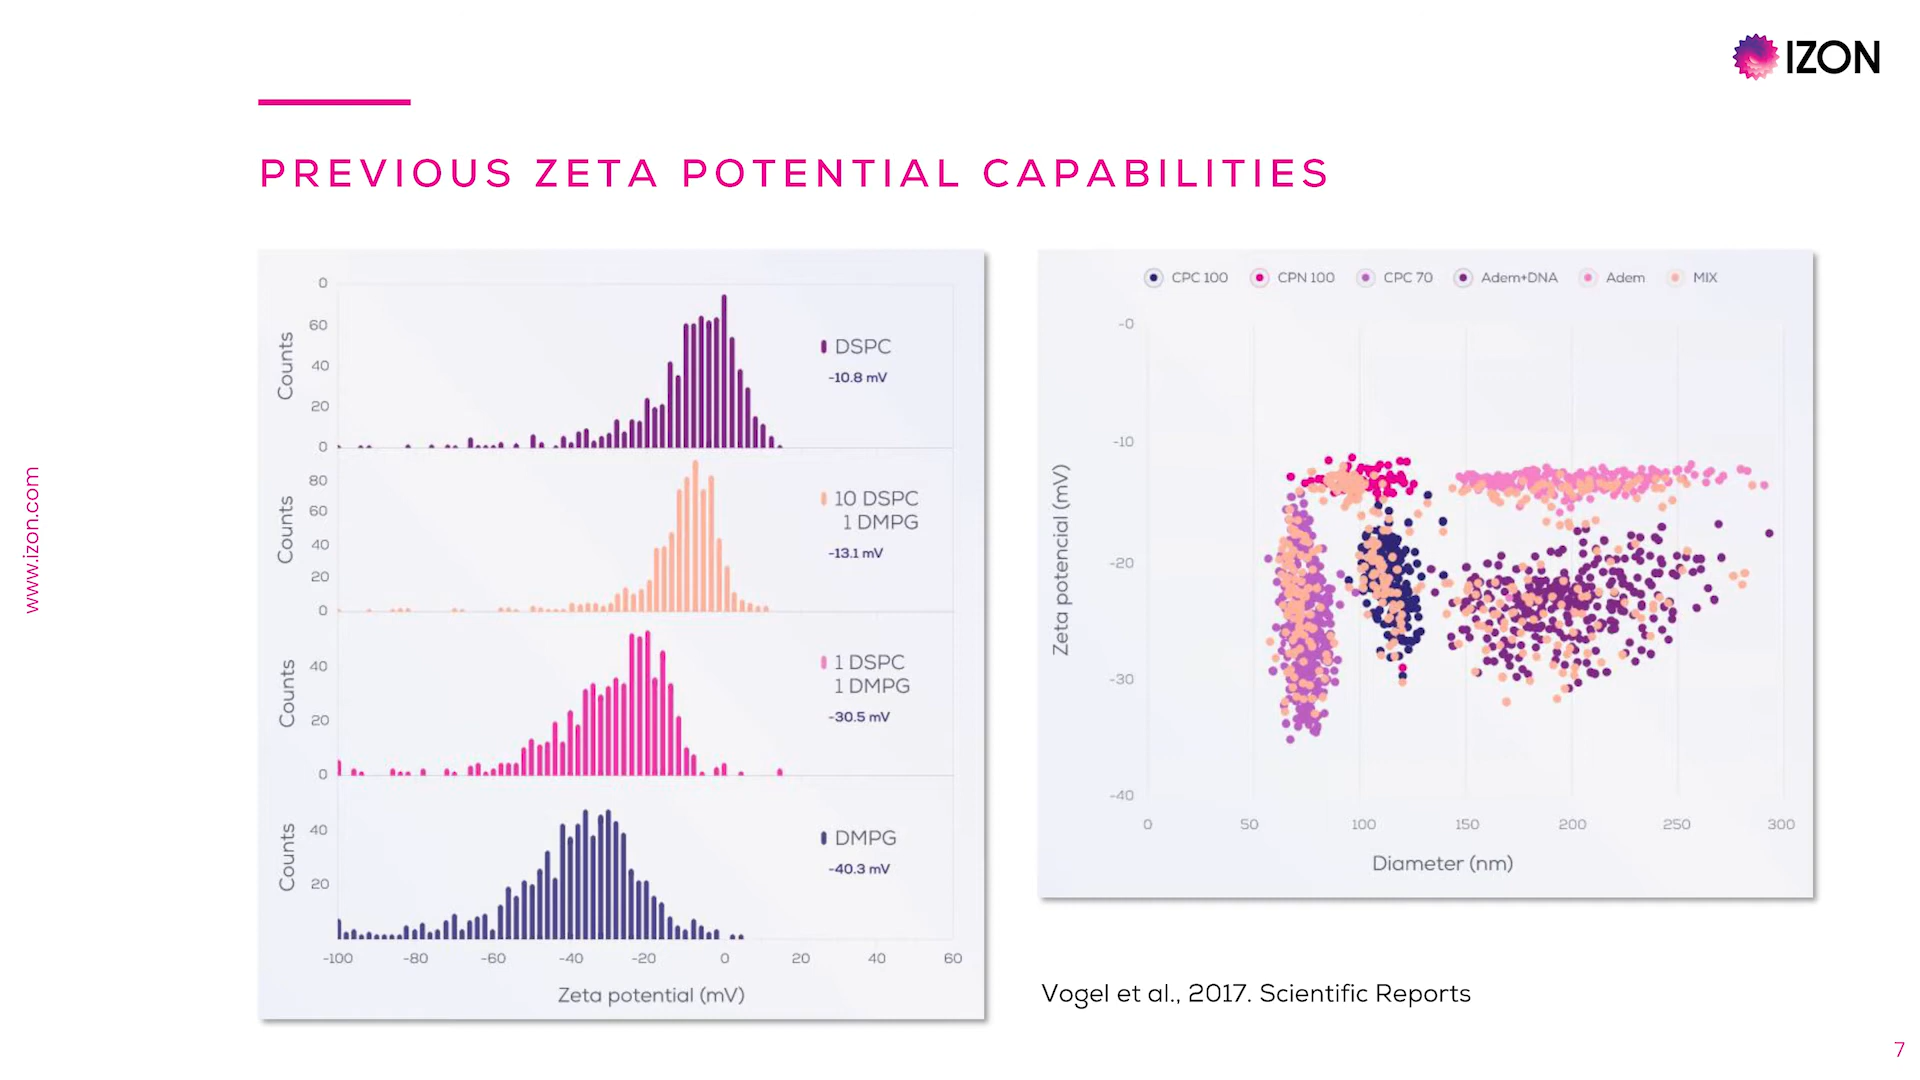 IZON
PREVIOUS ZETA POTENTIAL CAPABILITIES
www.izon.com
Counts
0
60
40
20
0
DSPC
-10.8 mV
Counts
80
60
40
20
0
10 DSPC
1 DMPG
-13.1 mV
Counts
40
20
0
1 DSPC
1 DMPG
-30.5 mV
Counts
40
20
DMPG
-40.3 mV
-100 -80 -60 -40 -20 0 20 40 60
Zeta potential (mV)
CPC 100 CPN 100 CPC 70 Adem+DNA Adem MIX
Zeta potencial (mV)
-0
-10
-20
-30
-40
0 50 100 150 200 250 300
Diameter (nm)
Vogel et al., 2017. Scientific Reports
7